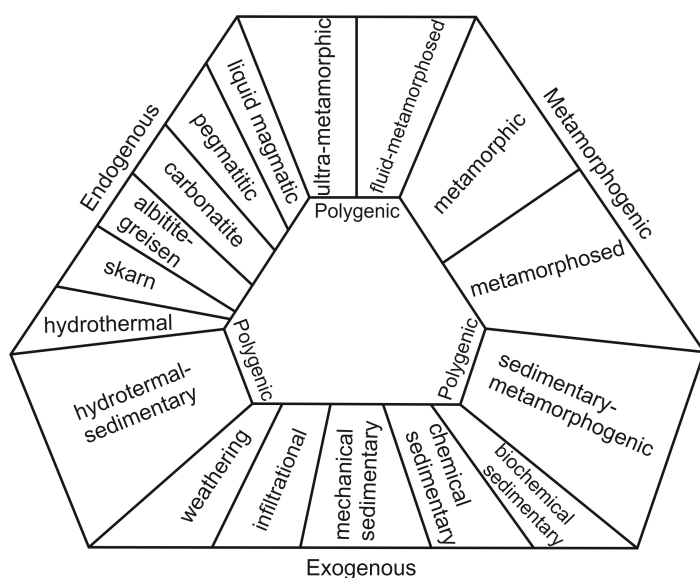 ultra-metamorphic
fluid-metamorphosed
Polygenic
Metamorphogenic
metamorphic
metamorphosed
Endogenous
liquid magmatic
pegmatitic
carbonatite
albitite-
greisen
skarn
hydrothermal
Polygenic
Polygenic
hydrotermal-
sedimentary
sedimentary-
metamorphogenic
weathering
infiltrational
mechanical
sedimentary
chemical
sedimentary
biochemical
sedimentary
Exogenous